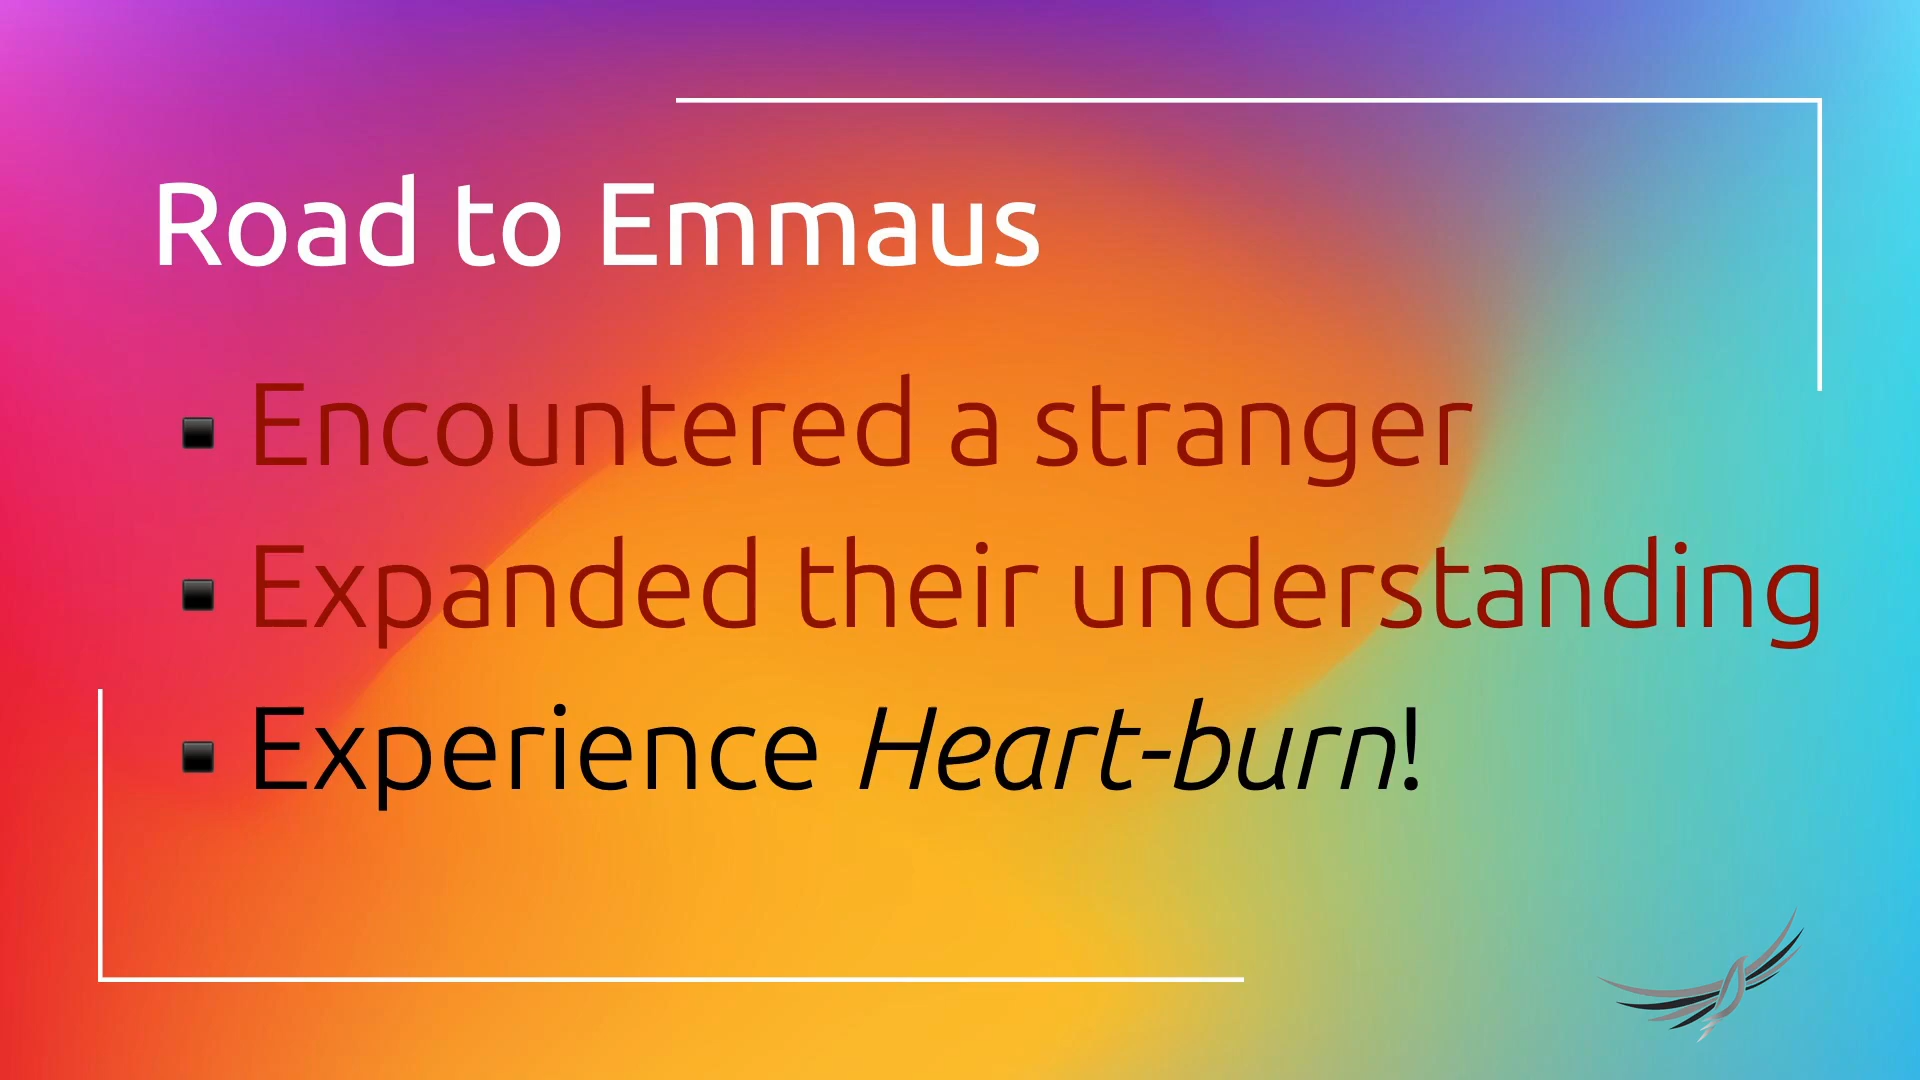 Road to Emmaus
▪ Encountered a stranger
▪ Expanded their understanding
▪ Experience Heart-burn!